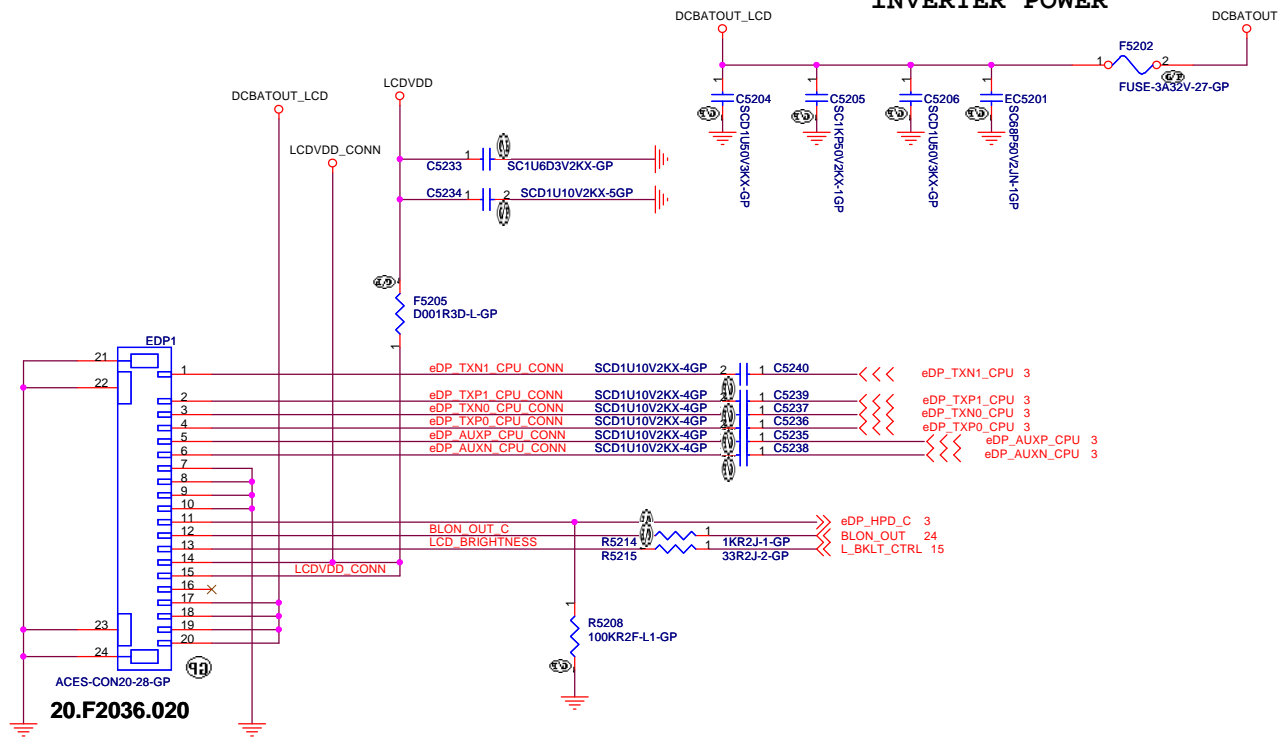 INVERTER POWER
DCBATOUT_LCD
DCBATOUT
F5202
1
2
FUSE-3A32V-27-GP
1
C5204
SCD1U50V3KX-GP
1
C5205
SC1KP50V2KX-1GP
1
C5206
SCD1U50V3KX-GP
1
EC5201
SC68P50V2JN-1GP
LCDVDD
DCBATOUT_LCD
LCDVDD_CONN
C5233
1
SC1U6D3V2KX-GP
C5234
1
2
SCD1U10V2KX-5GP
F5205
D001R3D-L-GP
1
EDP1
21
22
23
24
1 eDP_TXN1_CPU_CONN SCD1U10V2KX-4GP 2 1 C5240 eDP_TXN1_CPU 3
2 eDP_TXP1_CPU_CONN SCD1U10V2KX-4GP 1 C5239 eDP_TXP1_CPU 3
3 eDP_TXN0_CPU_CONN SCD1U10V2KX-4GP 1 C5237 eDP_TXN0_CPU 3
4 eDP_TXP0_CPU_CONN SCD1U10V2KX-4GP 1 C5236 eDP_TXP0_CPU 3
5 eDP_AUXP_CPU_CONN SCD1U10V2KX-4GP 1 C5235 eDP_AUXP_CPU 3
6 eDP_AUXN_CPU_CONN SCD1U10V2KX-4GP 1 C5238 eDP_AUXN_CPU 3
7
8
9
10
11 eDP_HPD_C 3
12 BLON_OUT_C R5214 1 1KR2J-1-GP BLON_OUT 24
13 LCD_BRIGHTNESS R5215 1 33R2J-2-GP L_BKLT_CTRL 15
14
15 LCDVDD_CONN
16
17
18
19
20
1
R5208
100KR2F-L1-GP
GP
ACES-CON20-28-GP
20.F2036.020